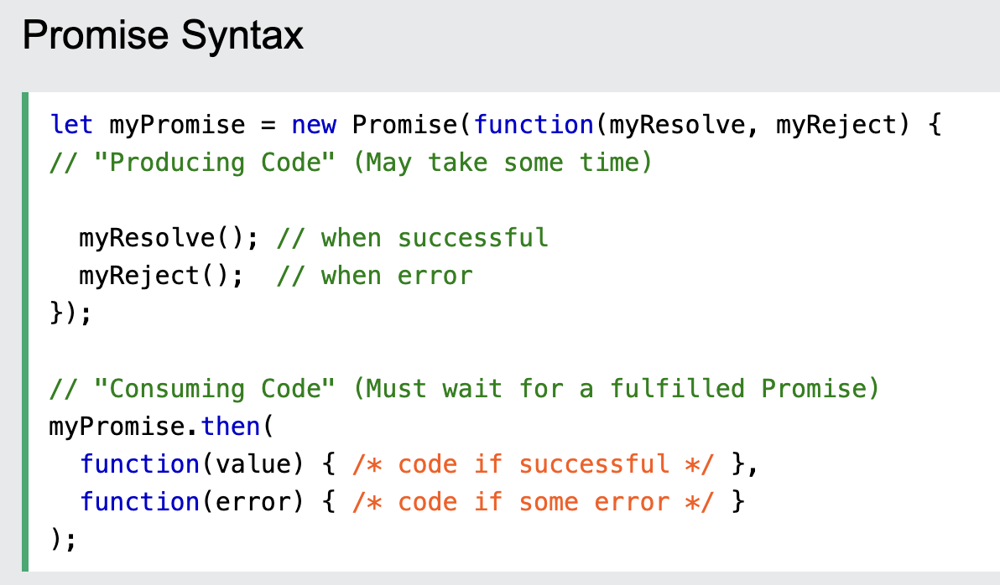 Promise Syntax
let myPromise = new Promise(function(myResolve, myReject) {
// "Producing Code" (May take some time)
  myResolve(); // when successful
  myReject();  // when error
});
// "Consuming Code" (Must wait for a fulfilled Promise)
myPromise.then(
  function(value) { /* code if successful */ },
  function(error) { /* code if some error */ }
);